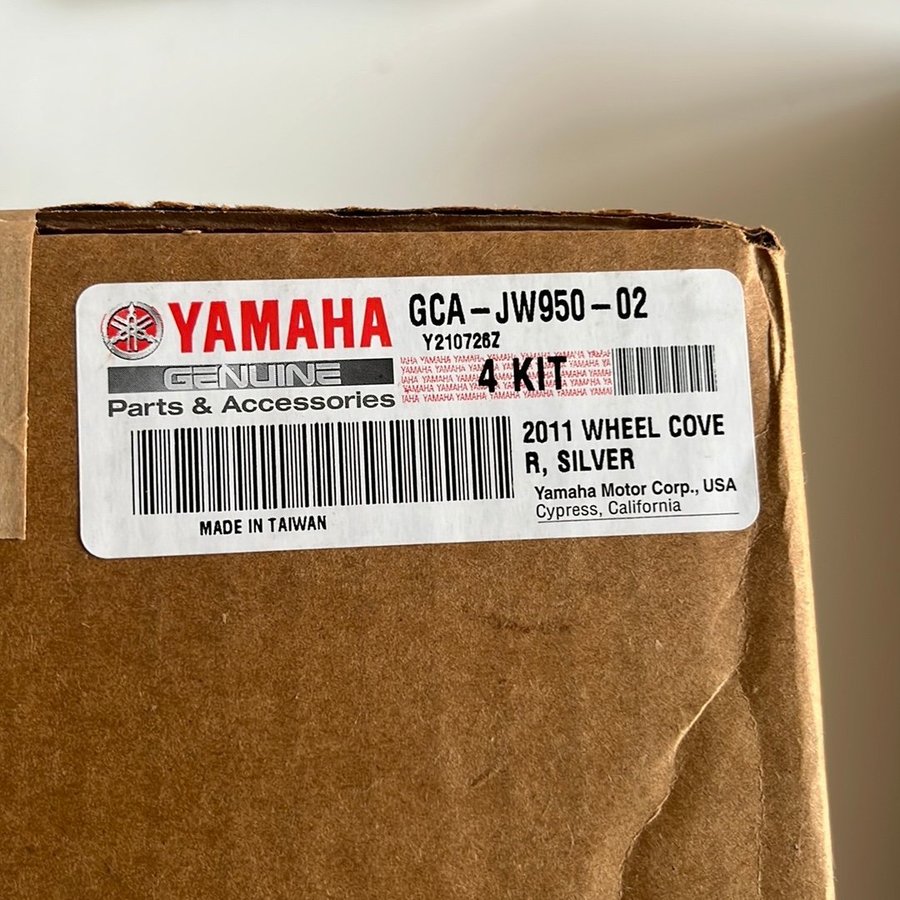 YAMAHA
GENUINE
Parts & Accessories
GCA-JW950-02
Y210726Z
4 KIT
2011 WHEEL COVE
R, SILVER
Yamaha Motor Corp., USA
Cypress, California
MADE IN TAIWAN